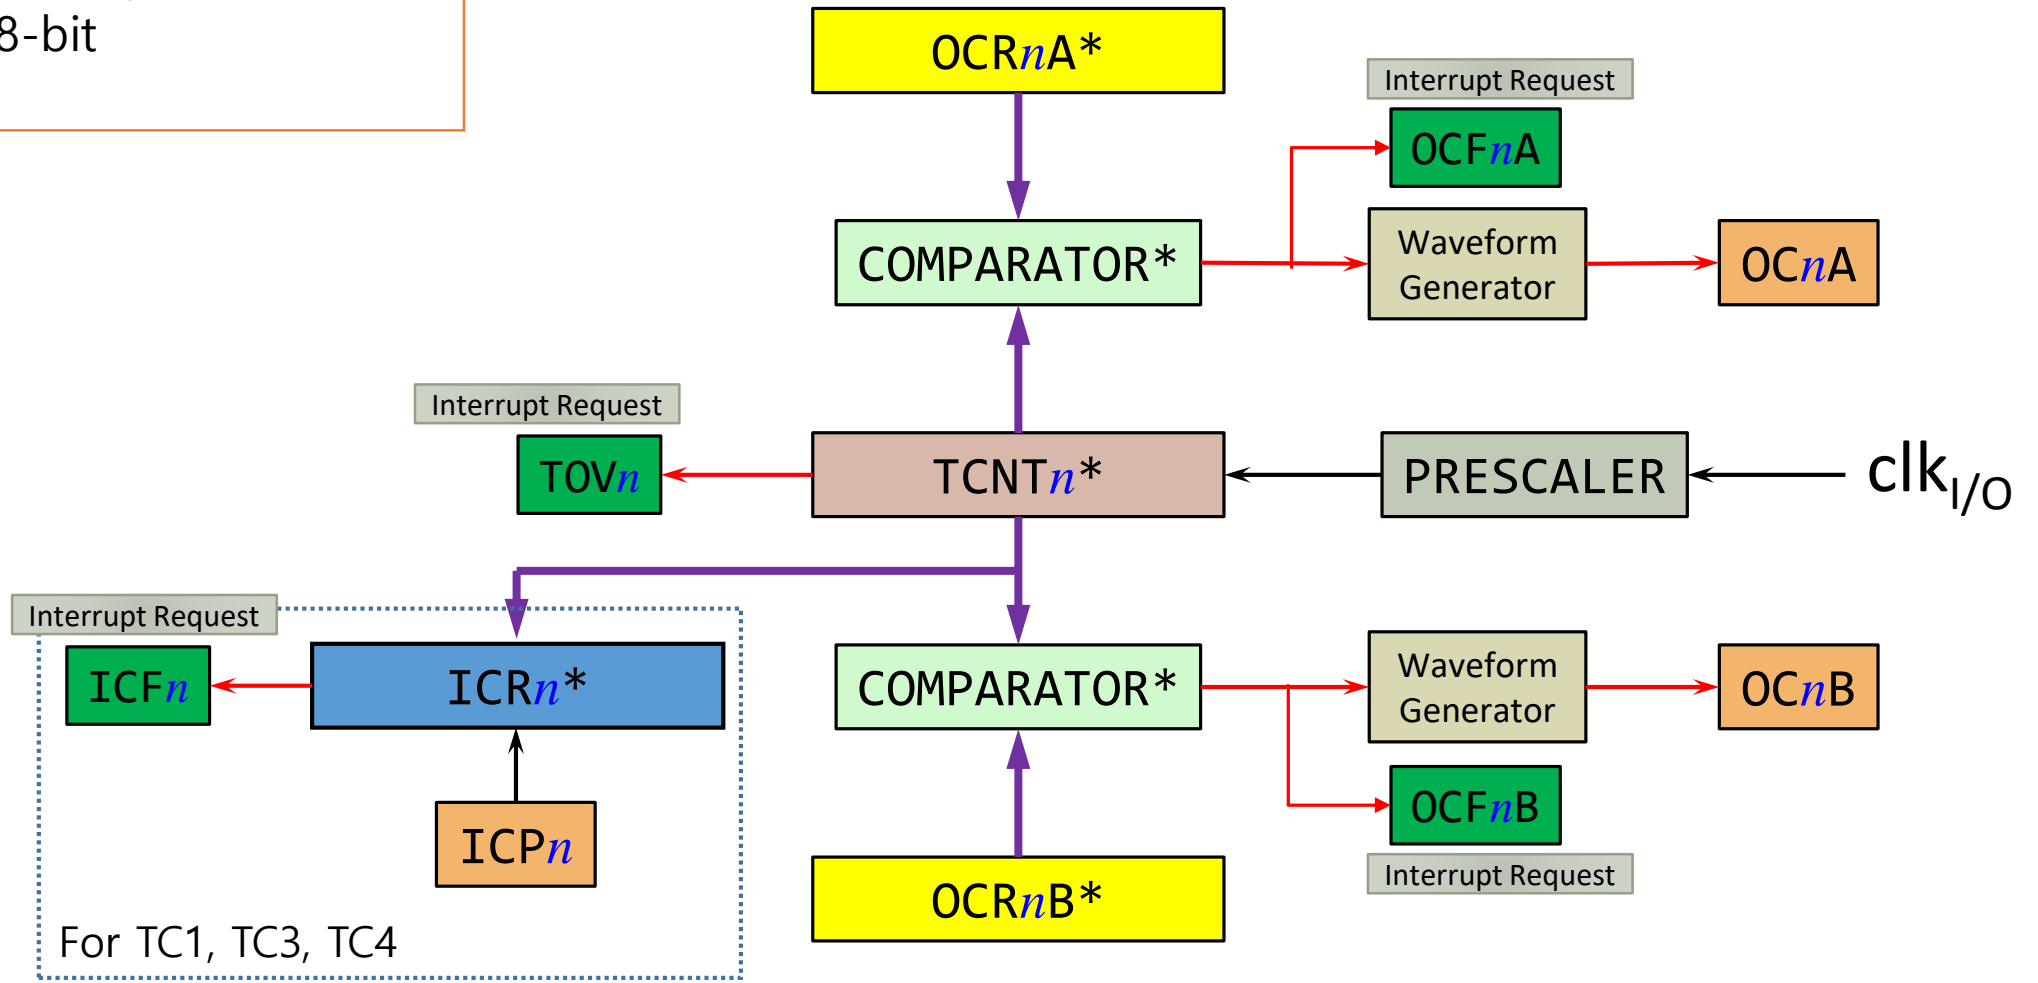 8-bit
OCRnA*
Interrupt Request
OCFnA
COMPARATOR*
Waveform
Generator
OCnA
Interrupt Request
TOVn
TCNTn*
PRESCALER
clkI/O
Interrupt Request
ICFn
ICRn*
COMPARATOR*
Waveform
Generator
OCnB
ICPn
OCFnB
Interrupt Request
OCRnB*
For TC1, TC3, TC4